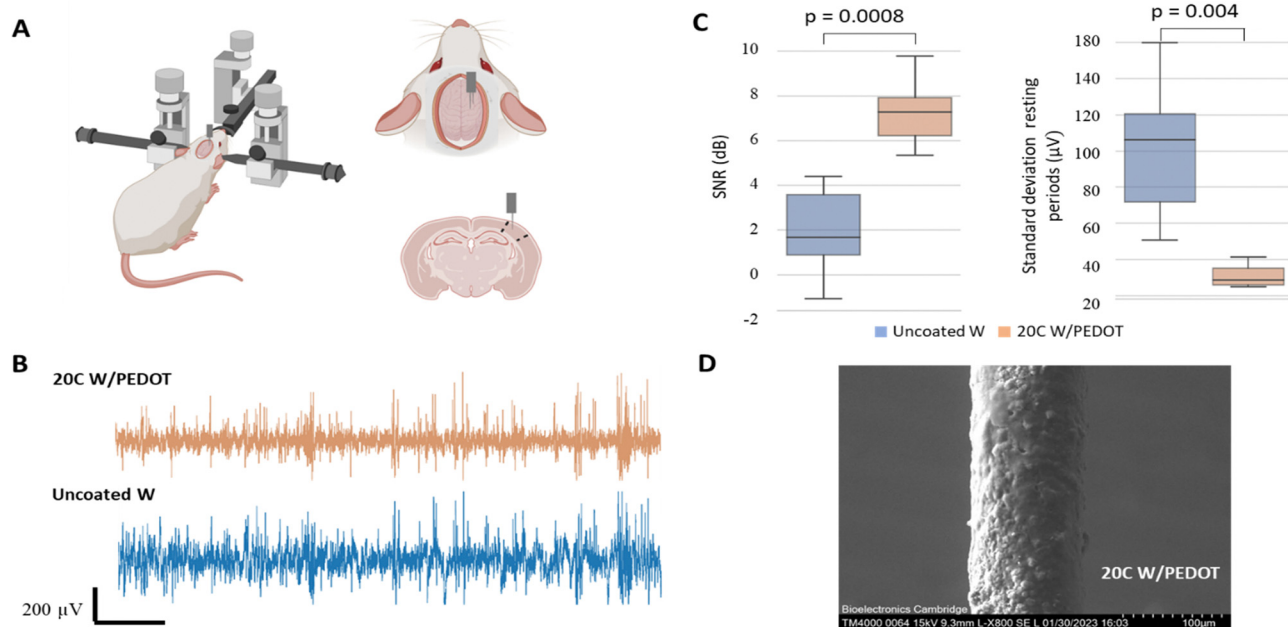 A
B
20C W/PEDOT
Uncoated W
200 µV
C
p = 0.0008
10
8
6
4
2
0
-2
SNR (dB)
p = 0.004
180
140
120
100
80
60
40
20
Standard deviation resting
periods (µV)
Uncoated W
20C W/PEDOT
D
20C W/PEDOT
Bioelectronics Cambridge
TM4000 0064 15kV 9.3mm L-X800 SE L 01/30/2023 16:03
100µm